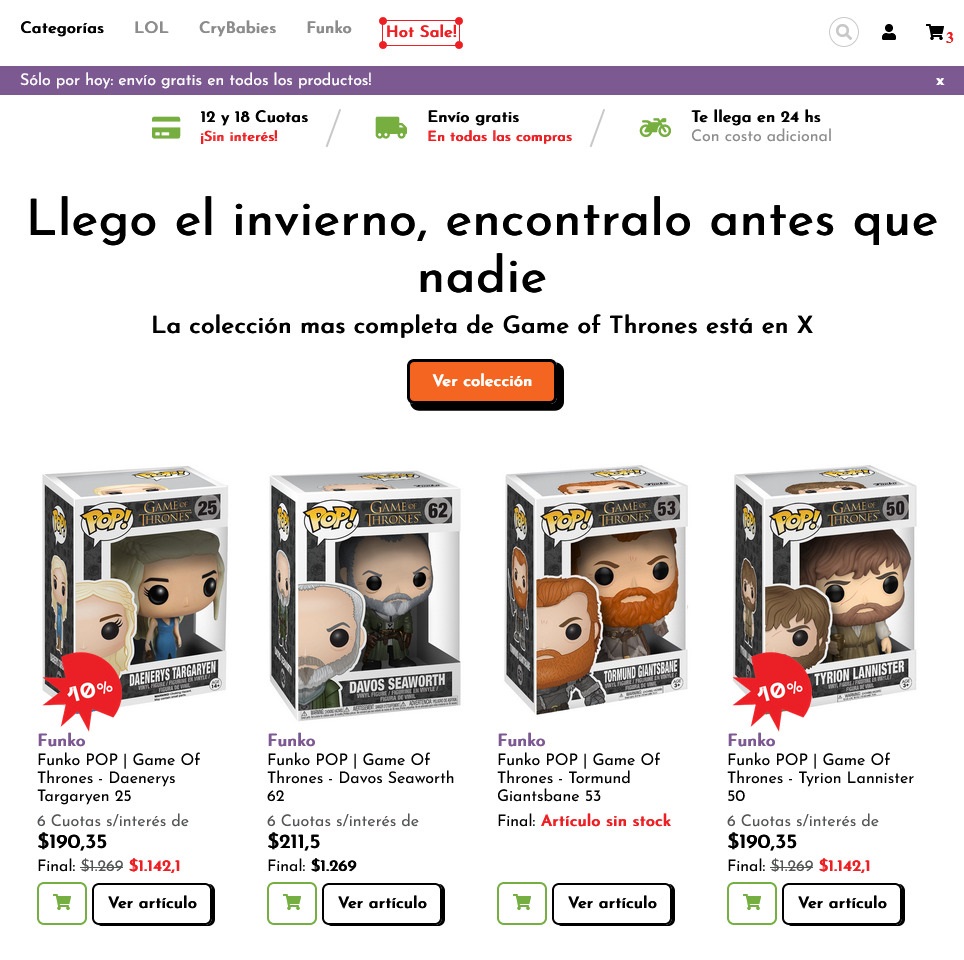 Categorías LOL CryBabies Funko Hot Sale! 3
Sólo por hoy: envío gratis en todos los productos! x
12 y 18 Cuotas
¡Sin interés!
Envío gratis
En todas las compras
Te llega en 24 hs
Con costo adicional
Llego el invierno, encontralo antes que
nadie
La colección mas completa de Game of Thrones está en X
Ver colección
POP!
GAME OF THRONES
25
DAENERYS TARGARYEN
-10%
POP!
GAME OF THRONES
62
DAVOS SEAWORTH
POP!
GAME OF THRONES
53
TORMUND GIANTSBANE
POP!
GAME OF THRONES
50
TYRION LANNISTER
-10%
Funko
Funko POP | Game Of
Thrones - Daenerys
Targaryen 25
6 Cuotas s/interés de
$190,35
Final: $1.269 $1.142,1
Ver artículo
Funko
Funko POP | Game Of
Thrones - Davos Seaworth
62
6 Cuotas s/interés de
$211,5
Final: $1.269
Ver artículo
Funko
Funko POP | Game Of
Thrones - Tormund
Giantsbane 53
Final: Artículo sin stock
Ver artículo
Funko
Funko POP | Game Of
Thrones - Tyrion Lannister
50
6 Cuotas s/interés de
$190,35
Final: $1.269 $1.142,1
Ver artículo